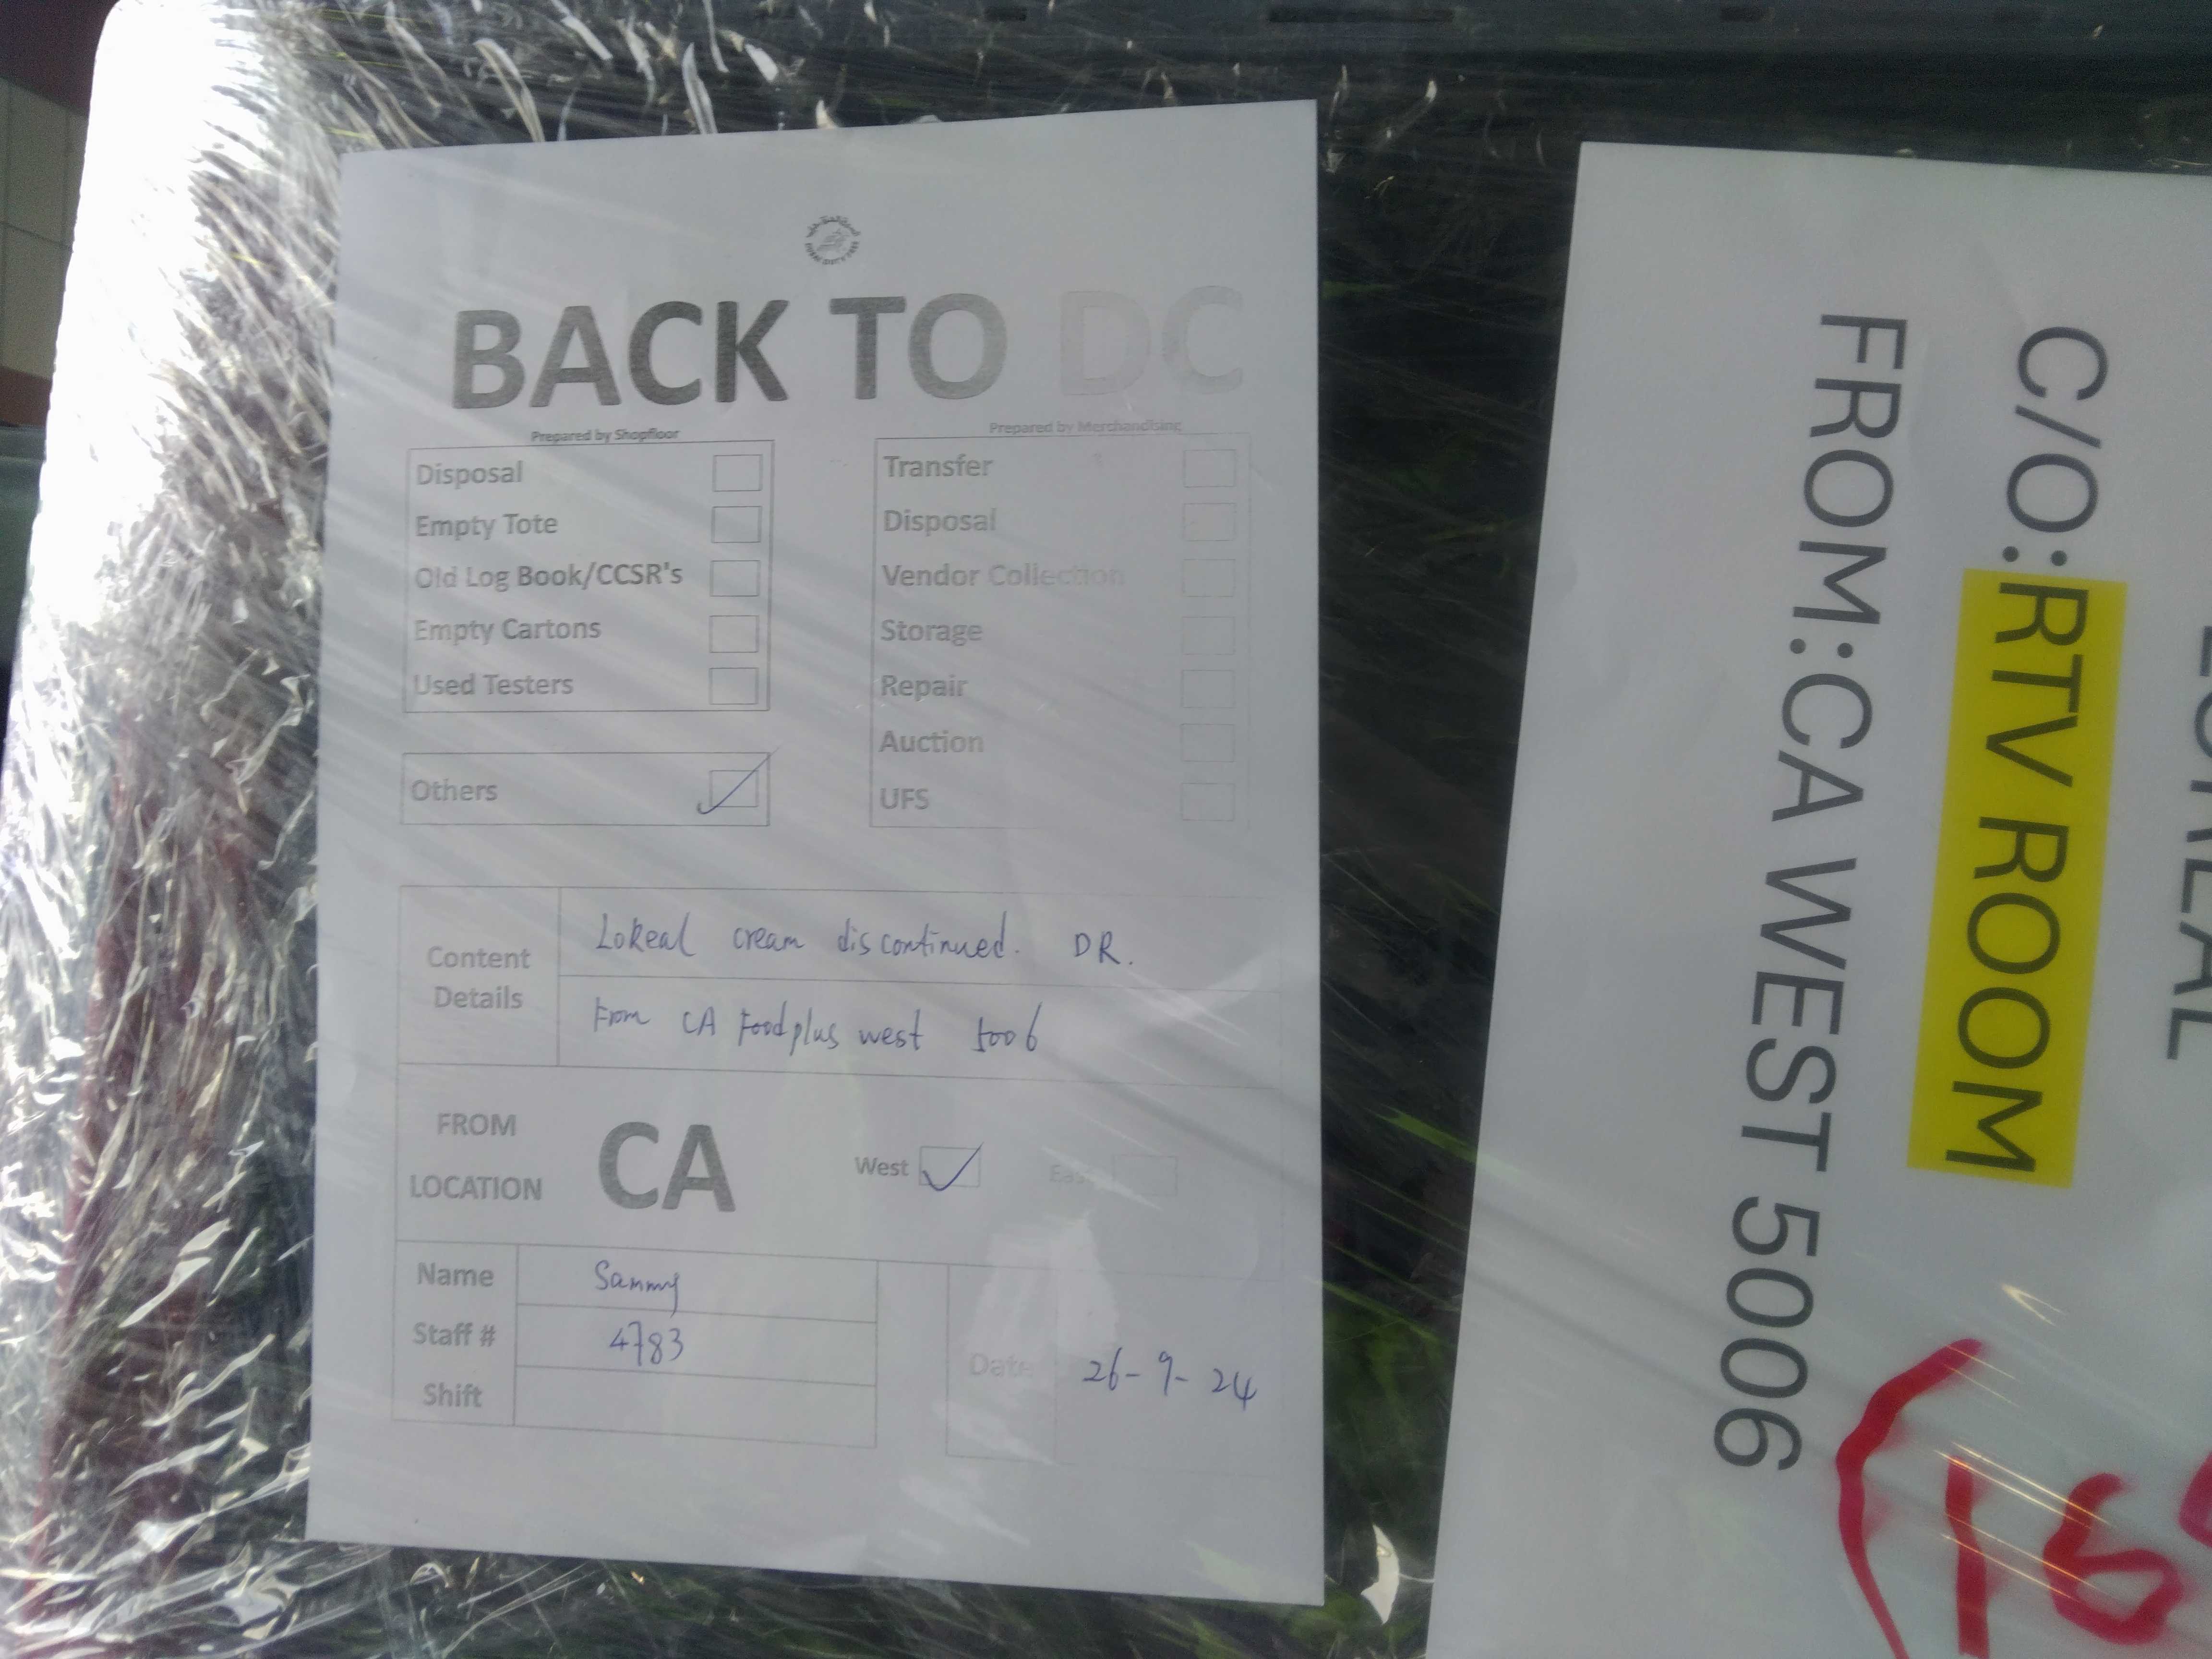 BACK TO DC
Prepared by Shopfloor
Disposal
Empty Tote
Old Log Book/CCSR's
Empty Cartons
Used Testers
Others
Prepared by Merchandising
Transfer
Disposal
Vendor Collection
Storage
Repair
Auction
UFS
Content Details
LoReal cream discontinued. DR.
From CA Foodplus west 5006
FROM LOCATION
CA
West
East
Name
Sammy
Staff #
4783
Shift
Date
26-9-24
C/O:RTV ROOM
FROM:CA WEST 5006